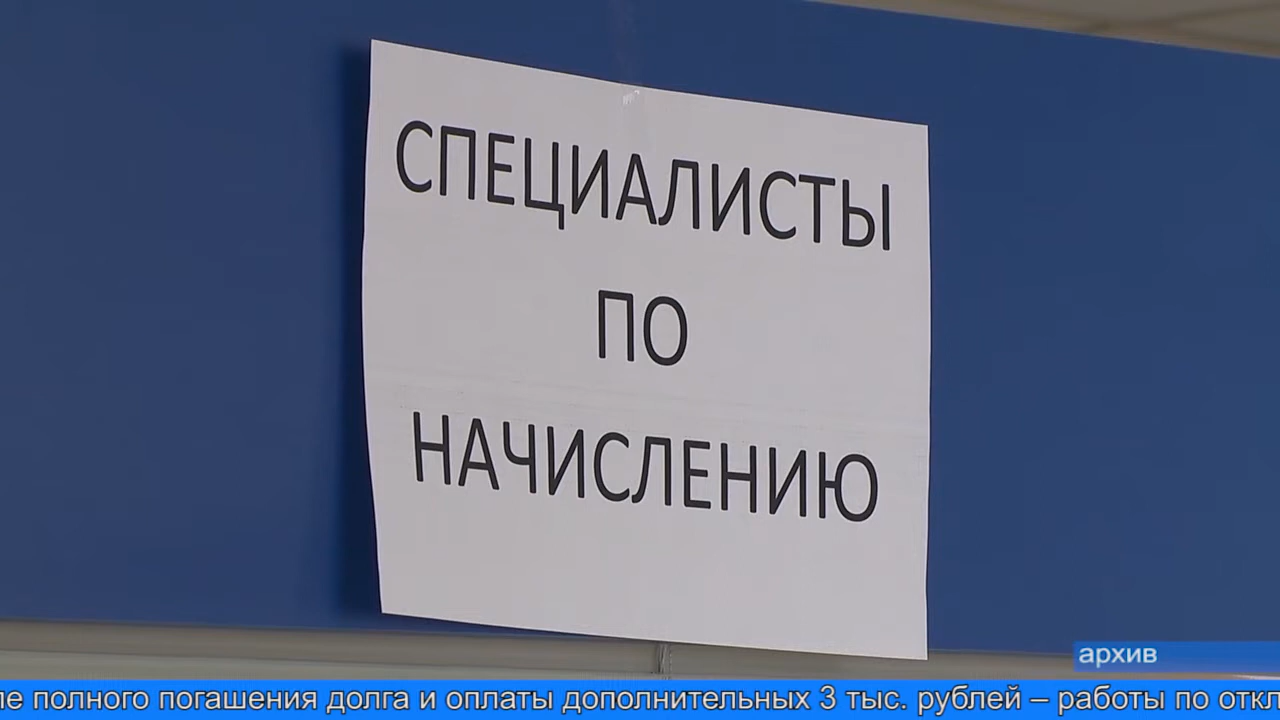 СПЕЦИАЛИСТЫ
ПО
НАЧИСЛЕНИЮ
архив
полного погашения долга и оплаты дополнительных 3 тыс. рублей – работы по